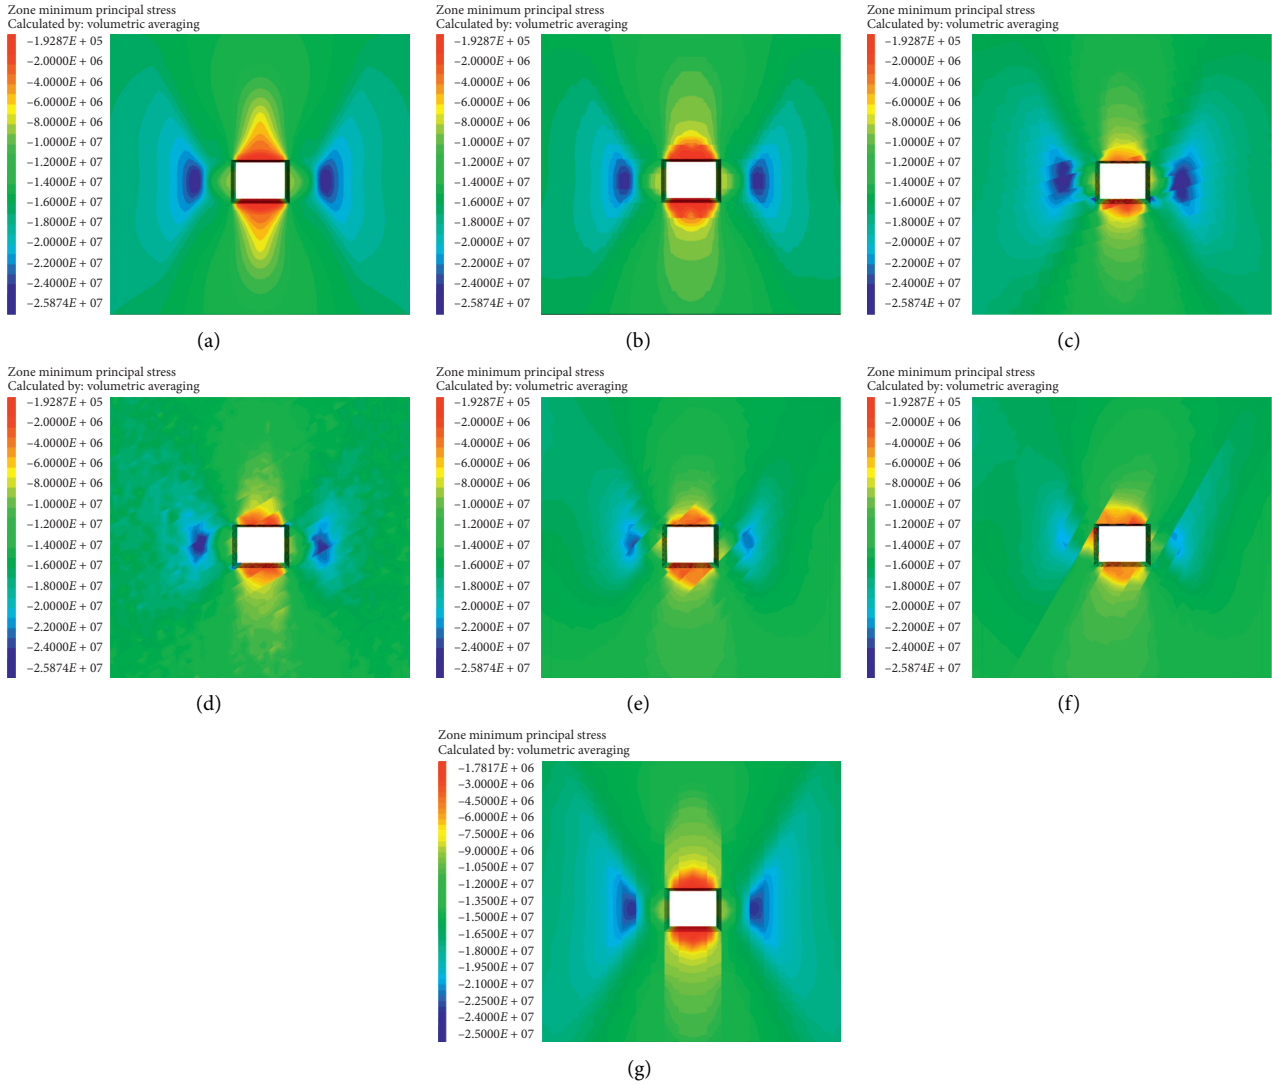 Zone minimum principal stress
Calculated by: volumetric averaging
–1.9287E + 05
–2.0000E + 06
–4.0000E + 06
–6.0000E + 06
–8.0000E + 06
–1.0000E + 07
–1.2000E + 07
–1.4000E + 07
–1.6000E + 07
–1.8000E + 07
–2.0000E + 07
–2.2000E + 07
–2.4000E + 07
–2.5874E + 07
(a)
Zone minimum principal stress
Calculated by: volumetric averaging
–1.9287E + 05
–2.0000E + 06
–4.0000E + 06
–6.0000E + 06
–8.0000E + 06
–1.0000E + 07
–1.2000E + 07
–1.4000E + 07
–1.6000E + 07
–1.8000E + 07
–2.0000E + 07
–2.2000E + 07
–2.4000E + 07
–2.5874E + 07
(b)
Zone minimum principal stress
Calculated by: volumetric averaging
–1.9287E + 05
–2.0000E + 06
–4.0000E + 06
–6.0000E + 06
–8.0000E + 06
–1.0000E + 07
–1.2000E + 07
–1.4000E + 07
–1.6000E + 07
–1.8000E + 07
–2.0000E + 07
–2.2000E + 07
–2.4000E + 07
–2.5874E + 07
(c)
Zone minimum principal stress
Calculated by: volumetric averaging
–1.9287E + 05
–2.0000E + 06
–4.0000E + 06
–6.0000E + 06
–8.0000E + 06
–1.0000E + 07
–1.2000E + 07
–1.4000E + 07
–1.6000E + 07
–1.8000E + 07
–2.0000E + 07
–2.2000E + 07
–2.4000E + 07
–2.5874E + 07
(d)
Zone minimum principal stress
Calculated by: volumetric averaging
–1.9287E + 05
–2.0000E + 06
–4.0000E + 06
–6.0000E + 06
–8.0000E + 06
–1.0000E + 07
–1.2000E + 07
–1.4000E + 07
–1.6000E + 07
–1.8000E + 07
–2.0000E + 07
–2.2000E + 07
–2.4000E + 07
–2.5874E + 07
(e)
Zone minimum principal stress
Calculated by: volumetric averaging
–1.9287E + 05
–2.0000E + 06
–4.0000E + 06
–6.0000E + 06
–8.0000E + 06
–1.0000E + 07
–1.2000E + 07
–1.4000E + 07
–1.6000E + 07
–1.8000E + 07
–2.0000E + 07
–2.2000E + 07
–2.4000E + 07
–2.5874E + 07
(f)
Zone minimum principal stress
Calculated by: volumetric averaging
–1.7817E + 06
–3.0000E + 06
–4.5000E + 06
–6.0000E + 06
–7.5000E + 06
–9.0000E + 06
–1.0500E + 07
–1.2000E + 07
–1.3500E + 07
–1.5000E + 07
–1.6500E + 07
–1.8000E + 07
–1.9500E + 07
–2.1000E + 07
–2.2500E + 07
–2.4000E + 07
–2.5000E + 07
(g)